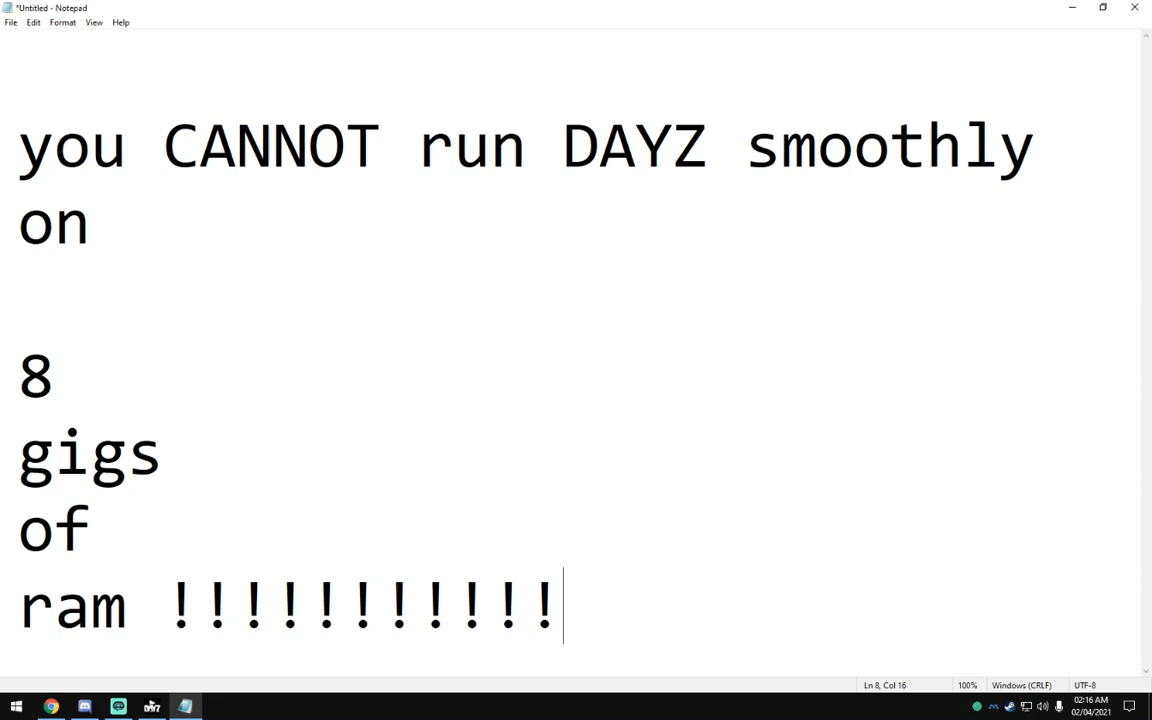 *Untitled - Notepad
File Edit Format View Help
you CANNOT run DAYZ smoothly
on
8
gigs
of
ram !!!!!!!!!!!
Ln 8, Col 16 100% Windows (CRLF) UTF-8
02:16 AM
02/04/2021